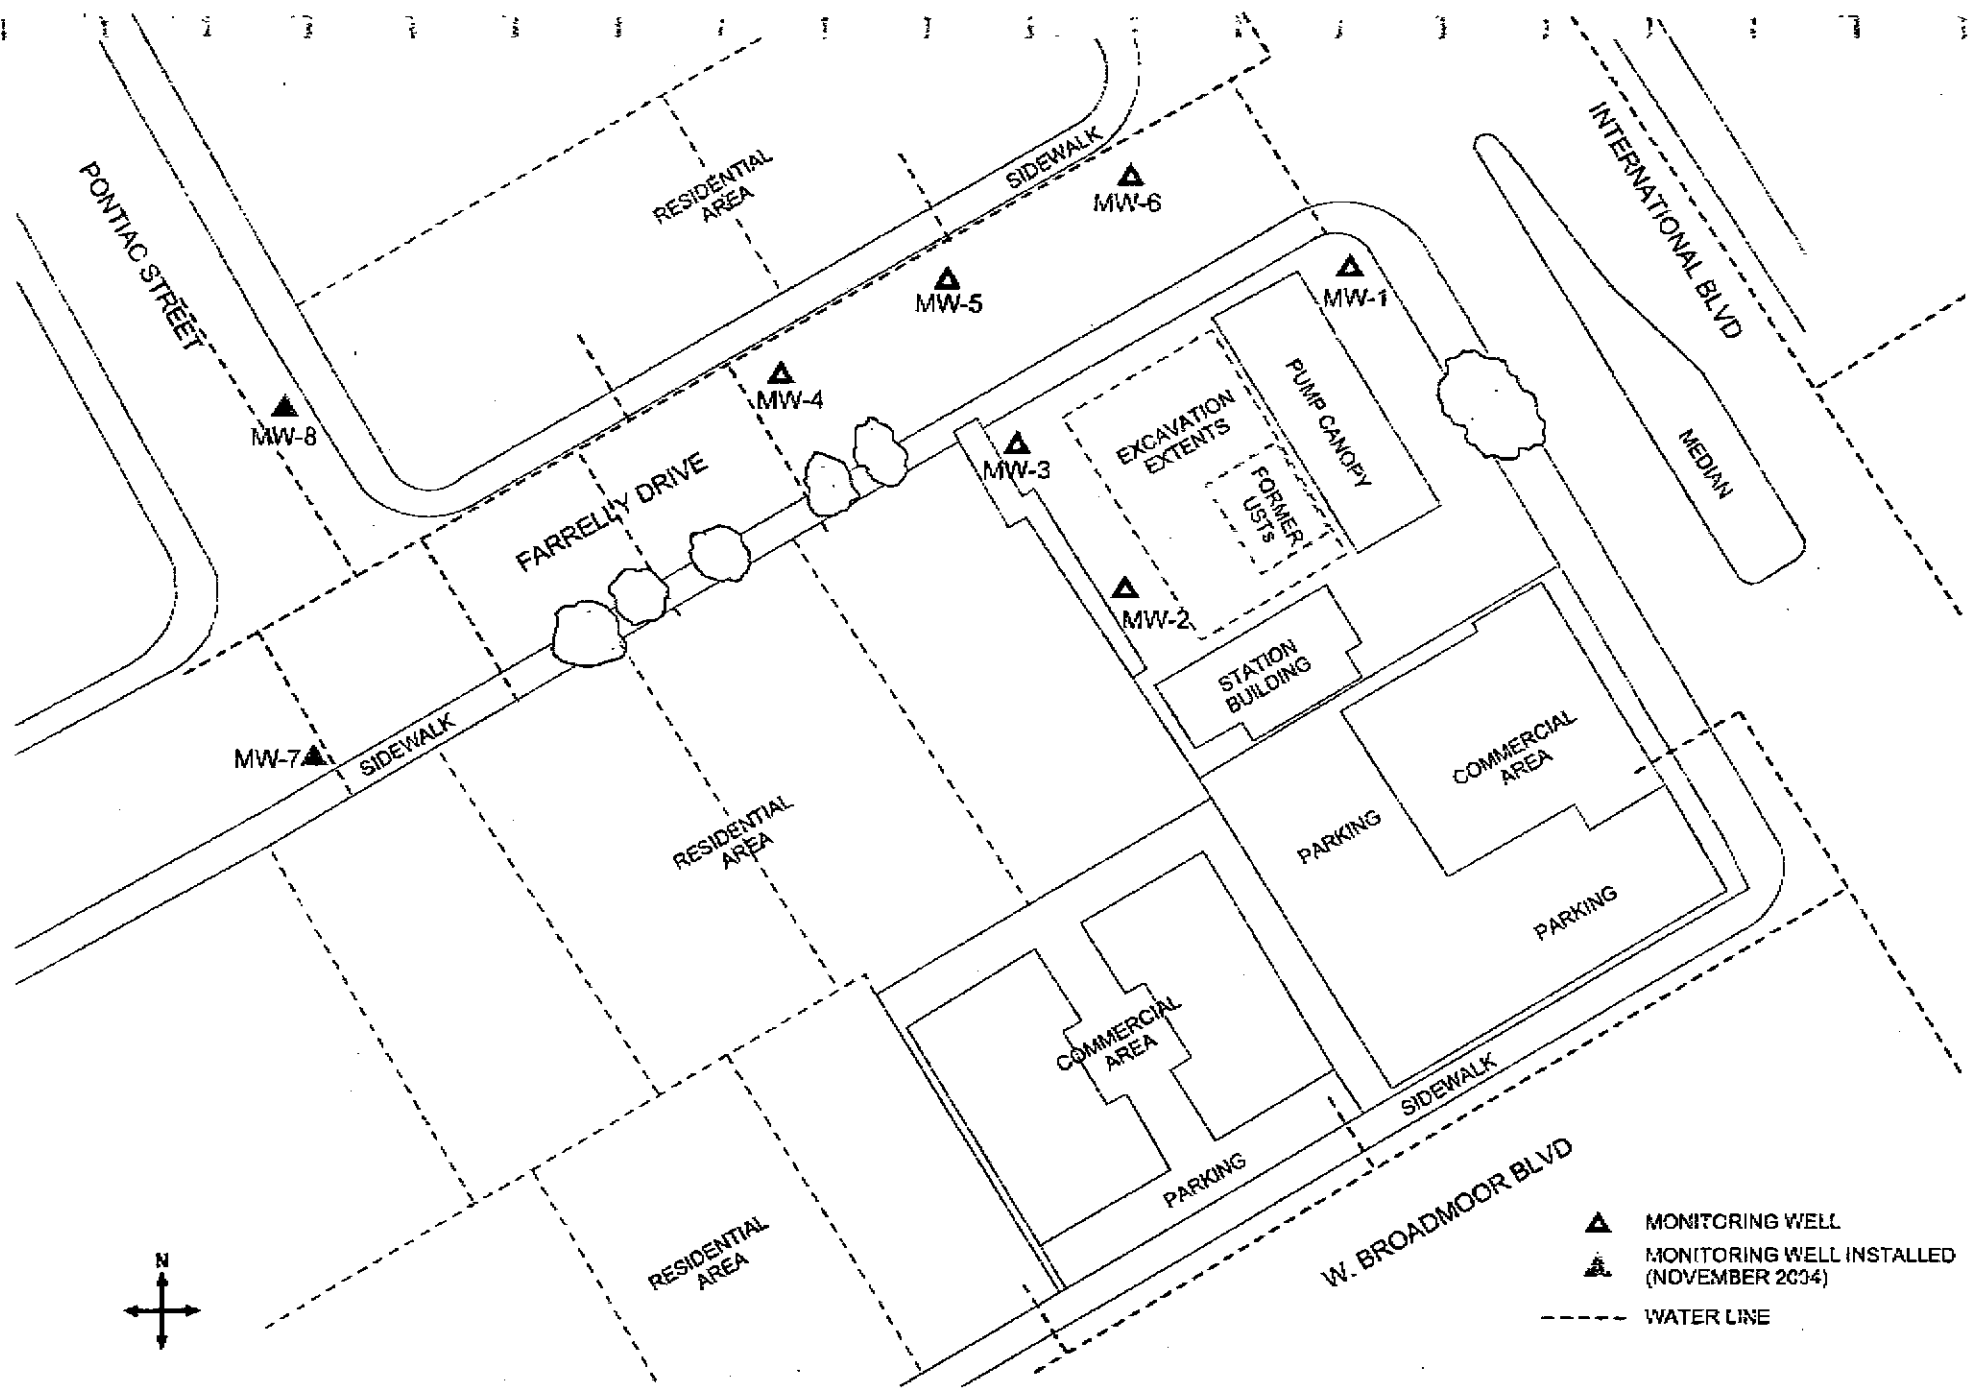 INTERNATIONAL BLVD
SIDEWALK
PONTIAC STREET
RESIDENTIAL
AREA
MW-6
MW-5
MW-1
MW-4
MW-8
PUMP CANOPY
EXCAVATION
EXTENTS
MW-3
MEDIAN
FARRELLY DRIVE
FORMER
USTs
MW-2
STATION
BUILDING
SIDEWALK
MW-7
COMMERCIAL
AREA
RESIDENTIAL
AREA
PARKING
PARKING
COMMERCIAL
AREA
SIDEWALK
PARKING
W. BROADMOOR BLVD
RESIDENTIAL
AREA
N
MONITORING WELL
MONITORING WELL INSTALLED
(NOVEMBER 2004)
WATER LINE